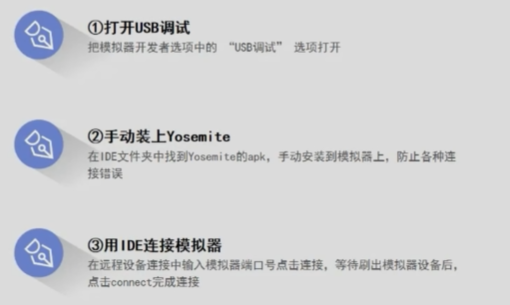 ①打开USB调试
把模拟器开发者选项中的 “USB调试” 选项打开
②手动装上Yosemite
在IDE文件夹中找到Yosemite的apk，手动安装到模拟器上，防止各种连
接错误
③用IDE连接模拟器
在远程设备连接中输入模拟器端口号点击连接，等待刷出模拟器设备后，
点击connect完成连接